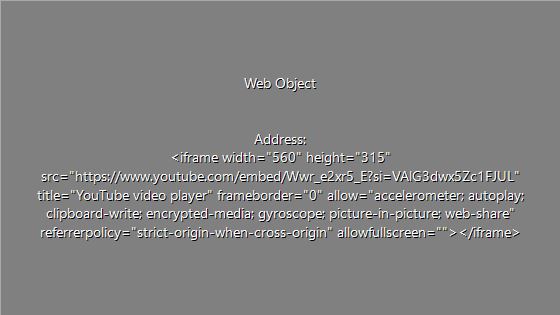 Web Object
Address:
<iframe width="560" height="315"
src="https://www.youtube.com/embed/Wwr_e2xr5_E?si=VAlG3dwx5Zc1FJUL"
title="YouTube video player" frameborder="0" allow="accelerometer; autoplay;
clipboard-write; encrypted-media; gyroscope; picture-in-picture; web-share"
referrerpolicy="strict-origin-when-cross-origin" allowfullscreen=""></iframe>